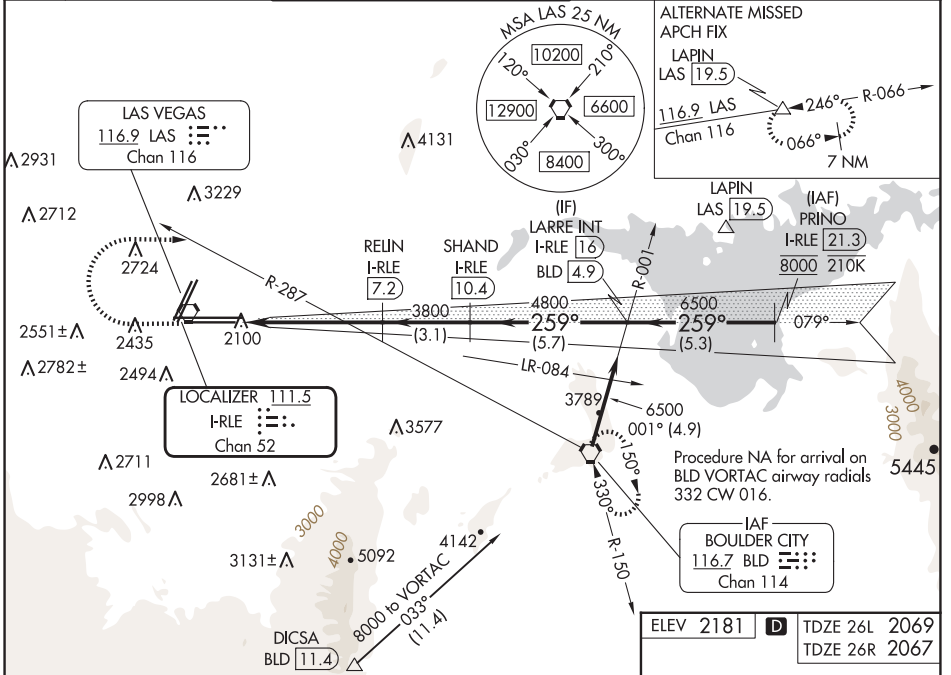 MSA LAS 25 NM
10200
120°
210°
12900
6600
030°
300°
8400
ALTERNATE MISSED
APCH FIX
LAPIN
LAS 19.5
116.9 LAS
Chan 116
246°
R-066
066°
7 NM
LAS VEGAS
116.9 LAS
Chan 116
2931
4131
3229
2712
2724
R-287
RELIN
I-RLE
7.2
SHAND
I-RLE
10.4
(IF)
LARRE INT
I-RLE 16
BLD 4.9
R-001
LAPIN
LAS 19.5
(IAF)
PRINO
I-RLE 21.3
8000 210K
3800
4800
6500
259°
259°
079°
(3.1)
(5.7)
(5.3)
2551±
2435
2100
2782±
2494
LR-084
LOCALIZER 111.5
I-RLE
Chan 52
3789
6500
001° (4.9)
3577
4000
3000
5445
2711
2681±
2998
150°
330°
R-150
Procedure NA for arrival on
BLD VORTAC airway radials
332 CW 016.
IAF
BOULDER CITY
116.7 BLD
Chan 114
3000
4000
3131±
5092
4142
8000 to VORTAC
033°
(11.4)
DICSA
BLD 11.4
ELEV 2181 D TDZE 26L 2069
TDZE 26R 2067